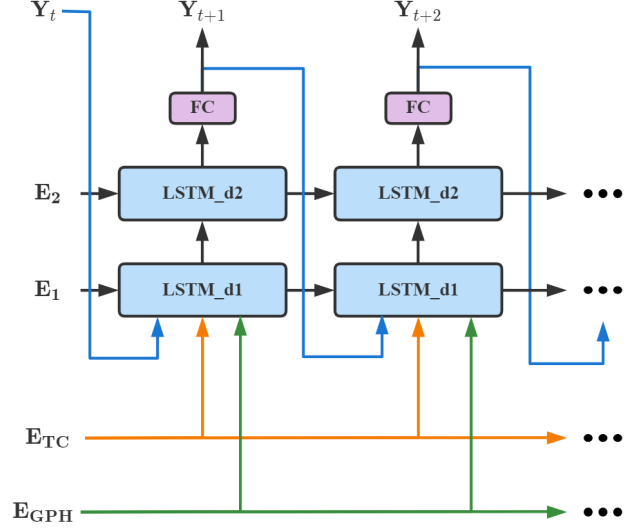 Y_t Y_{t+1} Y_{t+2}
FC FC
E_2 LSTM_d2 LSTM_d2 •••
E_1 LSTM_d1 LSTM_d1 •••
E_TC •••
E_GPH •••